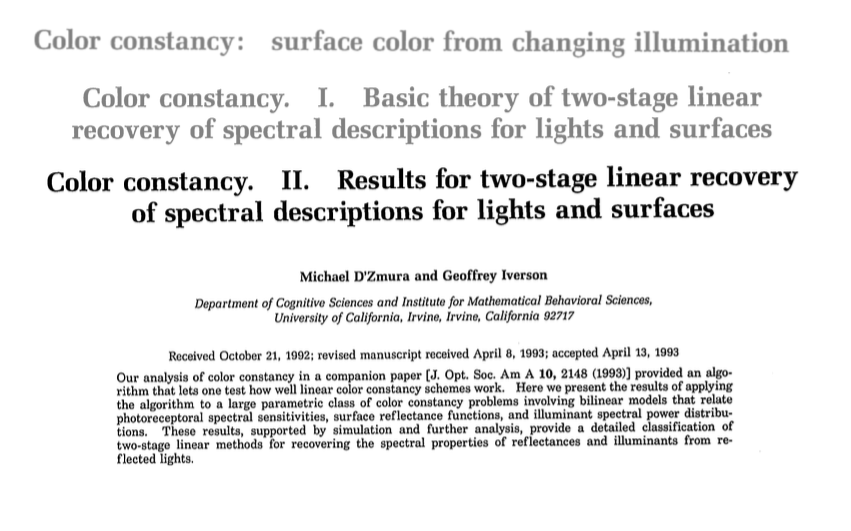 Color constancy: surface color from changing illumination
Color constancy. I. Basic theory of two-stage linear
recovery of spectral descriptions for lights and surfaces
Color constancy. II. Results for two-stage linear recovery
of spectral descriptions for lights and surfaces
Michael D'Zmura and Geoffrey Iverson
Department of Cognitive Sciences and Institute for Mathematical Behavioral Sciences,
University of California, Irvine, Irvine, California 92717
Received October 21, 1992; revised manuscript received April 8, 1993; accepted April 13, 1993
Our analysis of color constancy in a companion paper [J. Opt. Soc. Am A 10, 2148 (1993)] provided an algo-
rithm that lets one test how well linear color constancy schemes work. Here we present the results of applying
the algorithm to a large parametric class of color constancy problems involving bilinear models that relate
photoreceptoral spectral sensitivities, surface reflectance functions, and illuminant spectral power distribu-
tions. These results, supported by simulation and further analysis, provide a detailed classification of
two-stage linear methods for recovering the spectral properties of reflectances and illuminants from re-
flected lights.